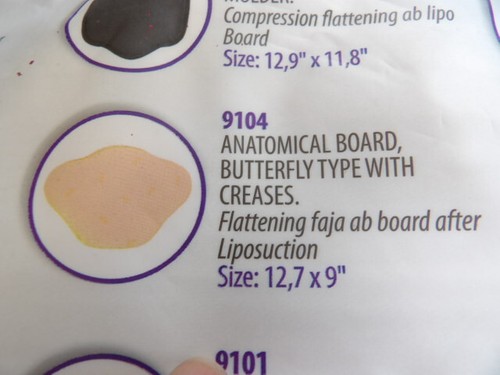 Compression flattening ab lipo
Board
Size: 12,9" x 11,8"
9104
ANATOMICAL BOARD,
BUTTERFLY TYPE WITH
CREASES.
Flattening faja ab board after
Liposuction
Size: 12,7 x 9"
9101